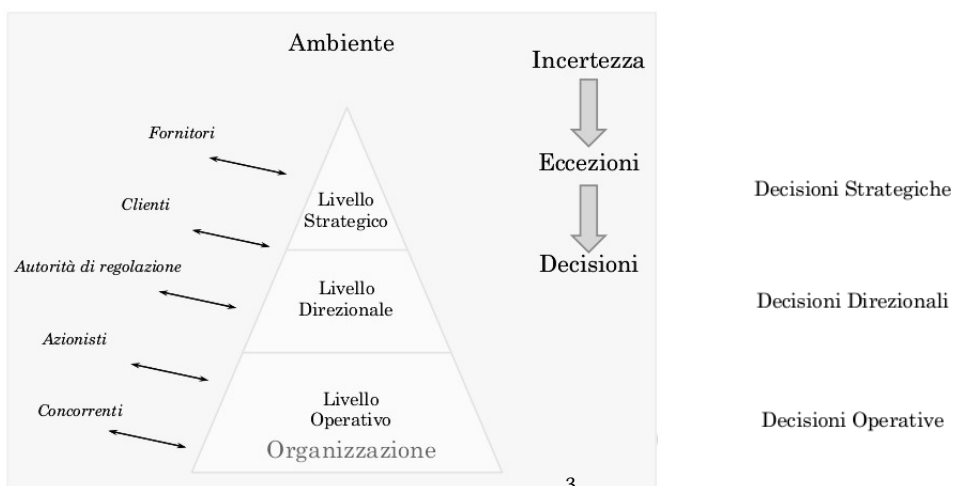 Ambiente
Incertezza
Fornitori
Eccezioni
Decisioni Strategiche
Clienti
Livello
Strategico
Autorità di regolazione
Decisioni
Livello
Direzionale
Decisioni Direzionali
Azionisti
Concorrenti
Livello
Operativo
Decisioni Operative
Organizzazione
3